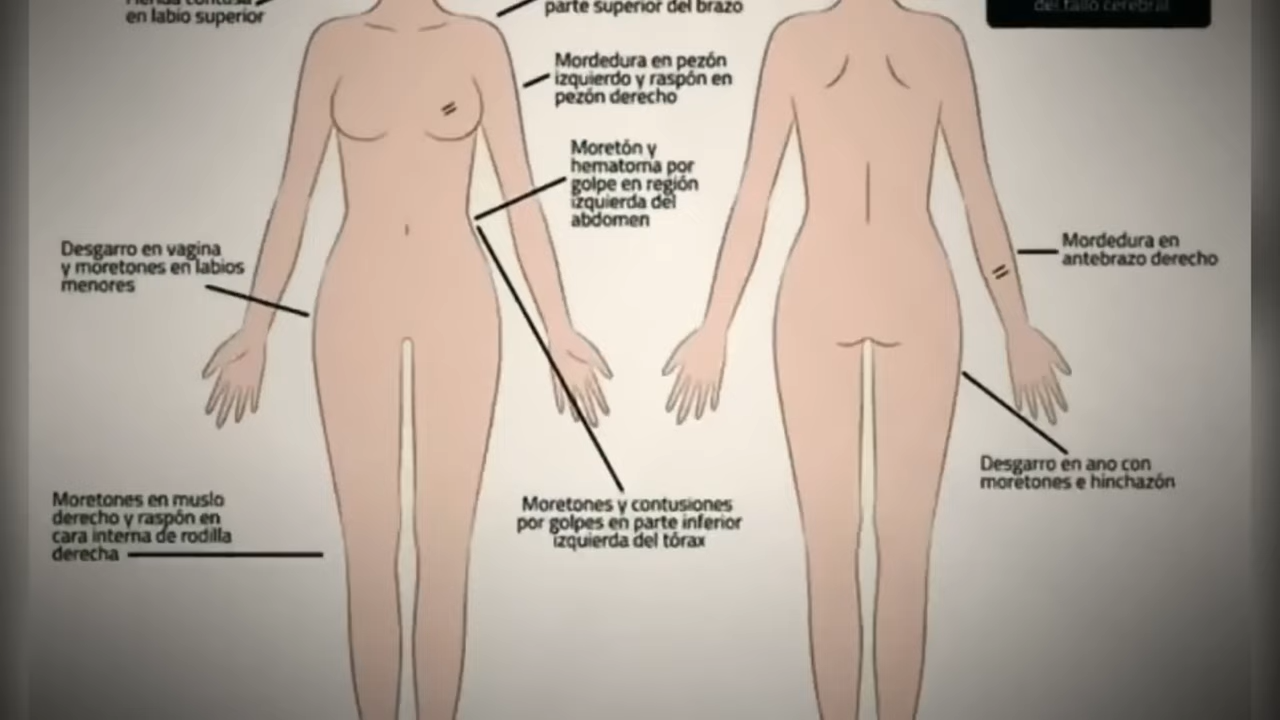 en labio superior
parte superior del brazo
del tallo cerebral
Mordedura en pezón
izquierdo y raspón en
pezón derecho
Moretón y
hematoma por
golpe en región
izquierda del
abdomen
Desgarro en vagina
y moretones en labios
menores
Mordedura en
antebrazo derecho
Desgarro en ano con
moretones e hinchazón
Moretones en muslo
derecho y raspón en
cara interna de rodilla
derecha
Moretones y contusiones
por golpes en parte inferior
izquierda del tórax